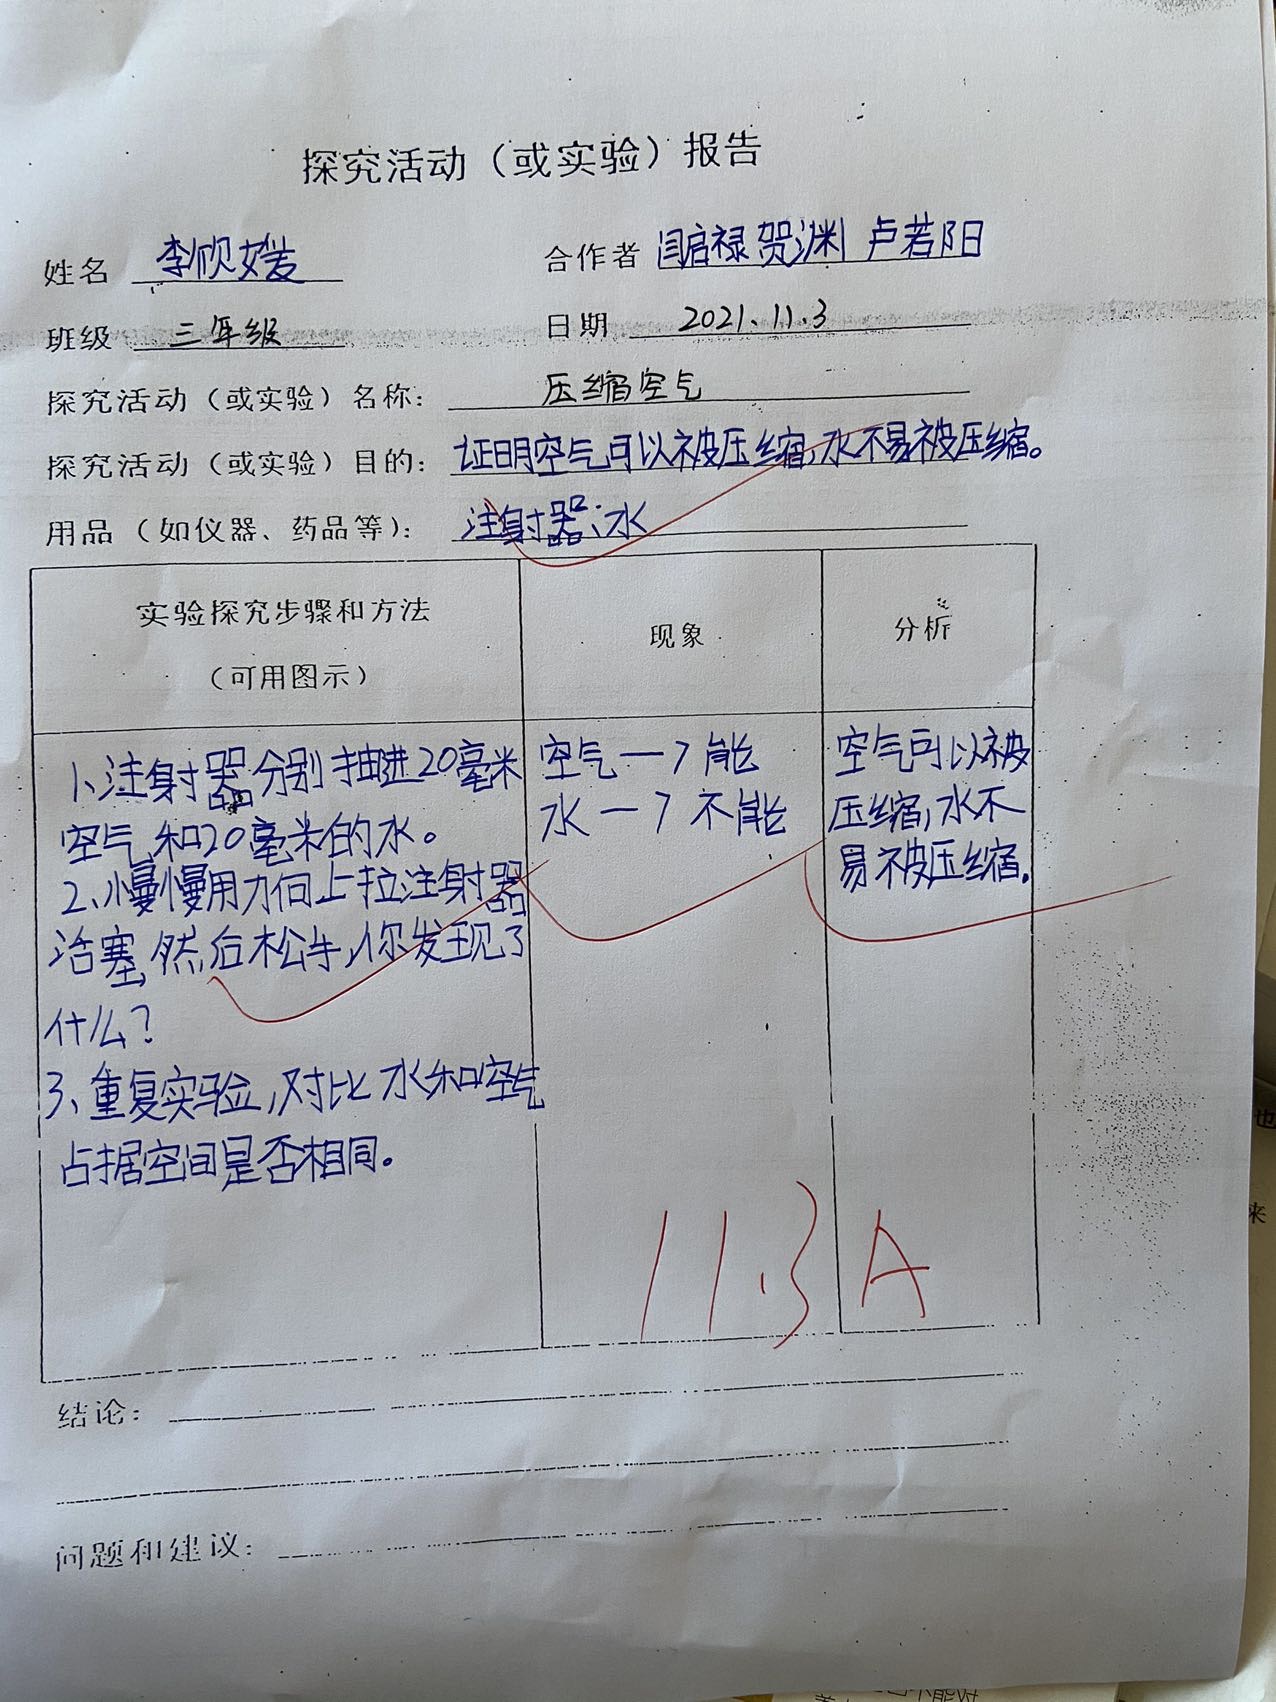 探究活动（或实验）报告
姓名 李欣媛 合作者 闫启禄 贺渊 卢若阳
班级 三年级 日期 2021.11.3
探究活动（或实验）名称： 压缩空气
探究活动（或实验）目的： 证明空气可以被压缩,水不易被压缩。
用品（如仪器、药品等）： 注射器、水
实验探究步骤和方法
（可用图示）
现象
分析
1、注射器分别抽进20毫米
空气和20毫米的水。
2、慢慢用力向上拉注射器
活塞,然后松手,你发现了
什么？
3、重复实验,对比水和空气
占据空间是否相同。
空气一7能
水一7不能
空气可以被
压缩,水不
易被压缩.
11.3 A
结论：
问题和建议：
也
来